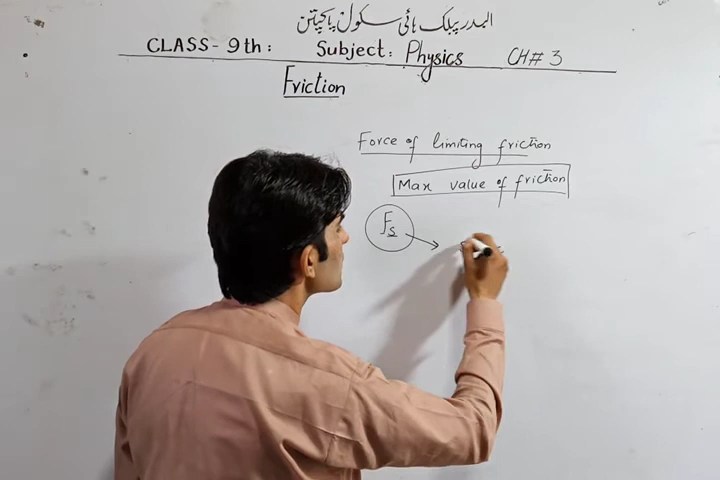 البدر پبلک ہائی سکول پاکپتن
CLASS- 9th: Subject: Physics CH# 3
Friction
Force of limiting friction
Max value of friction
Fs